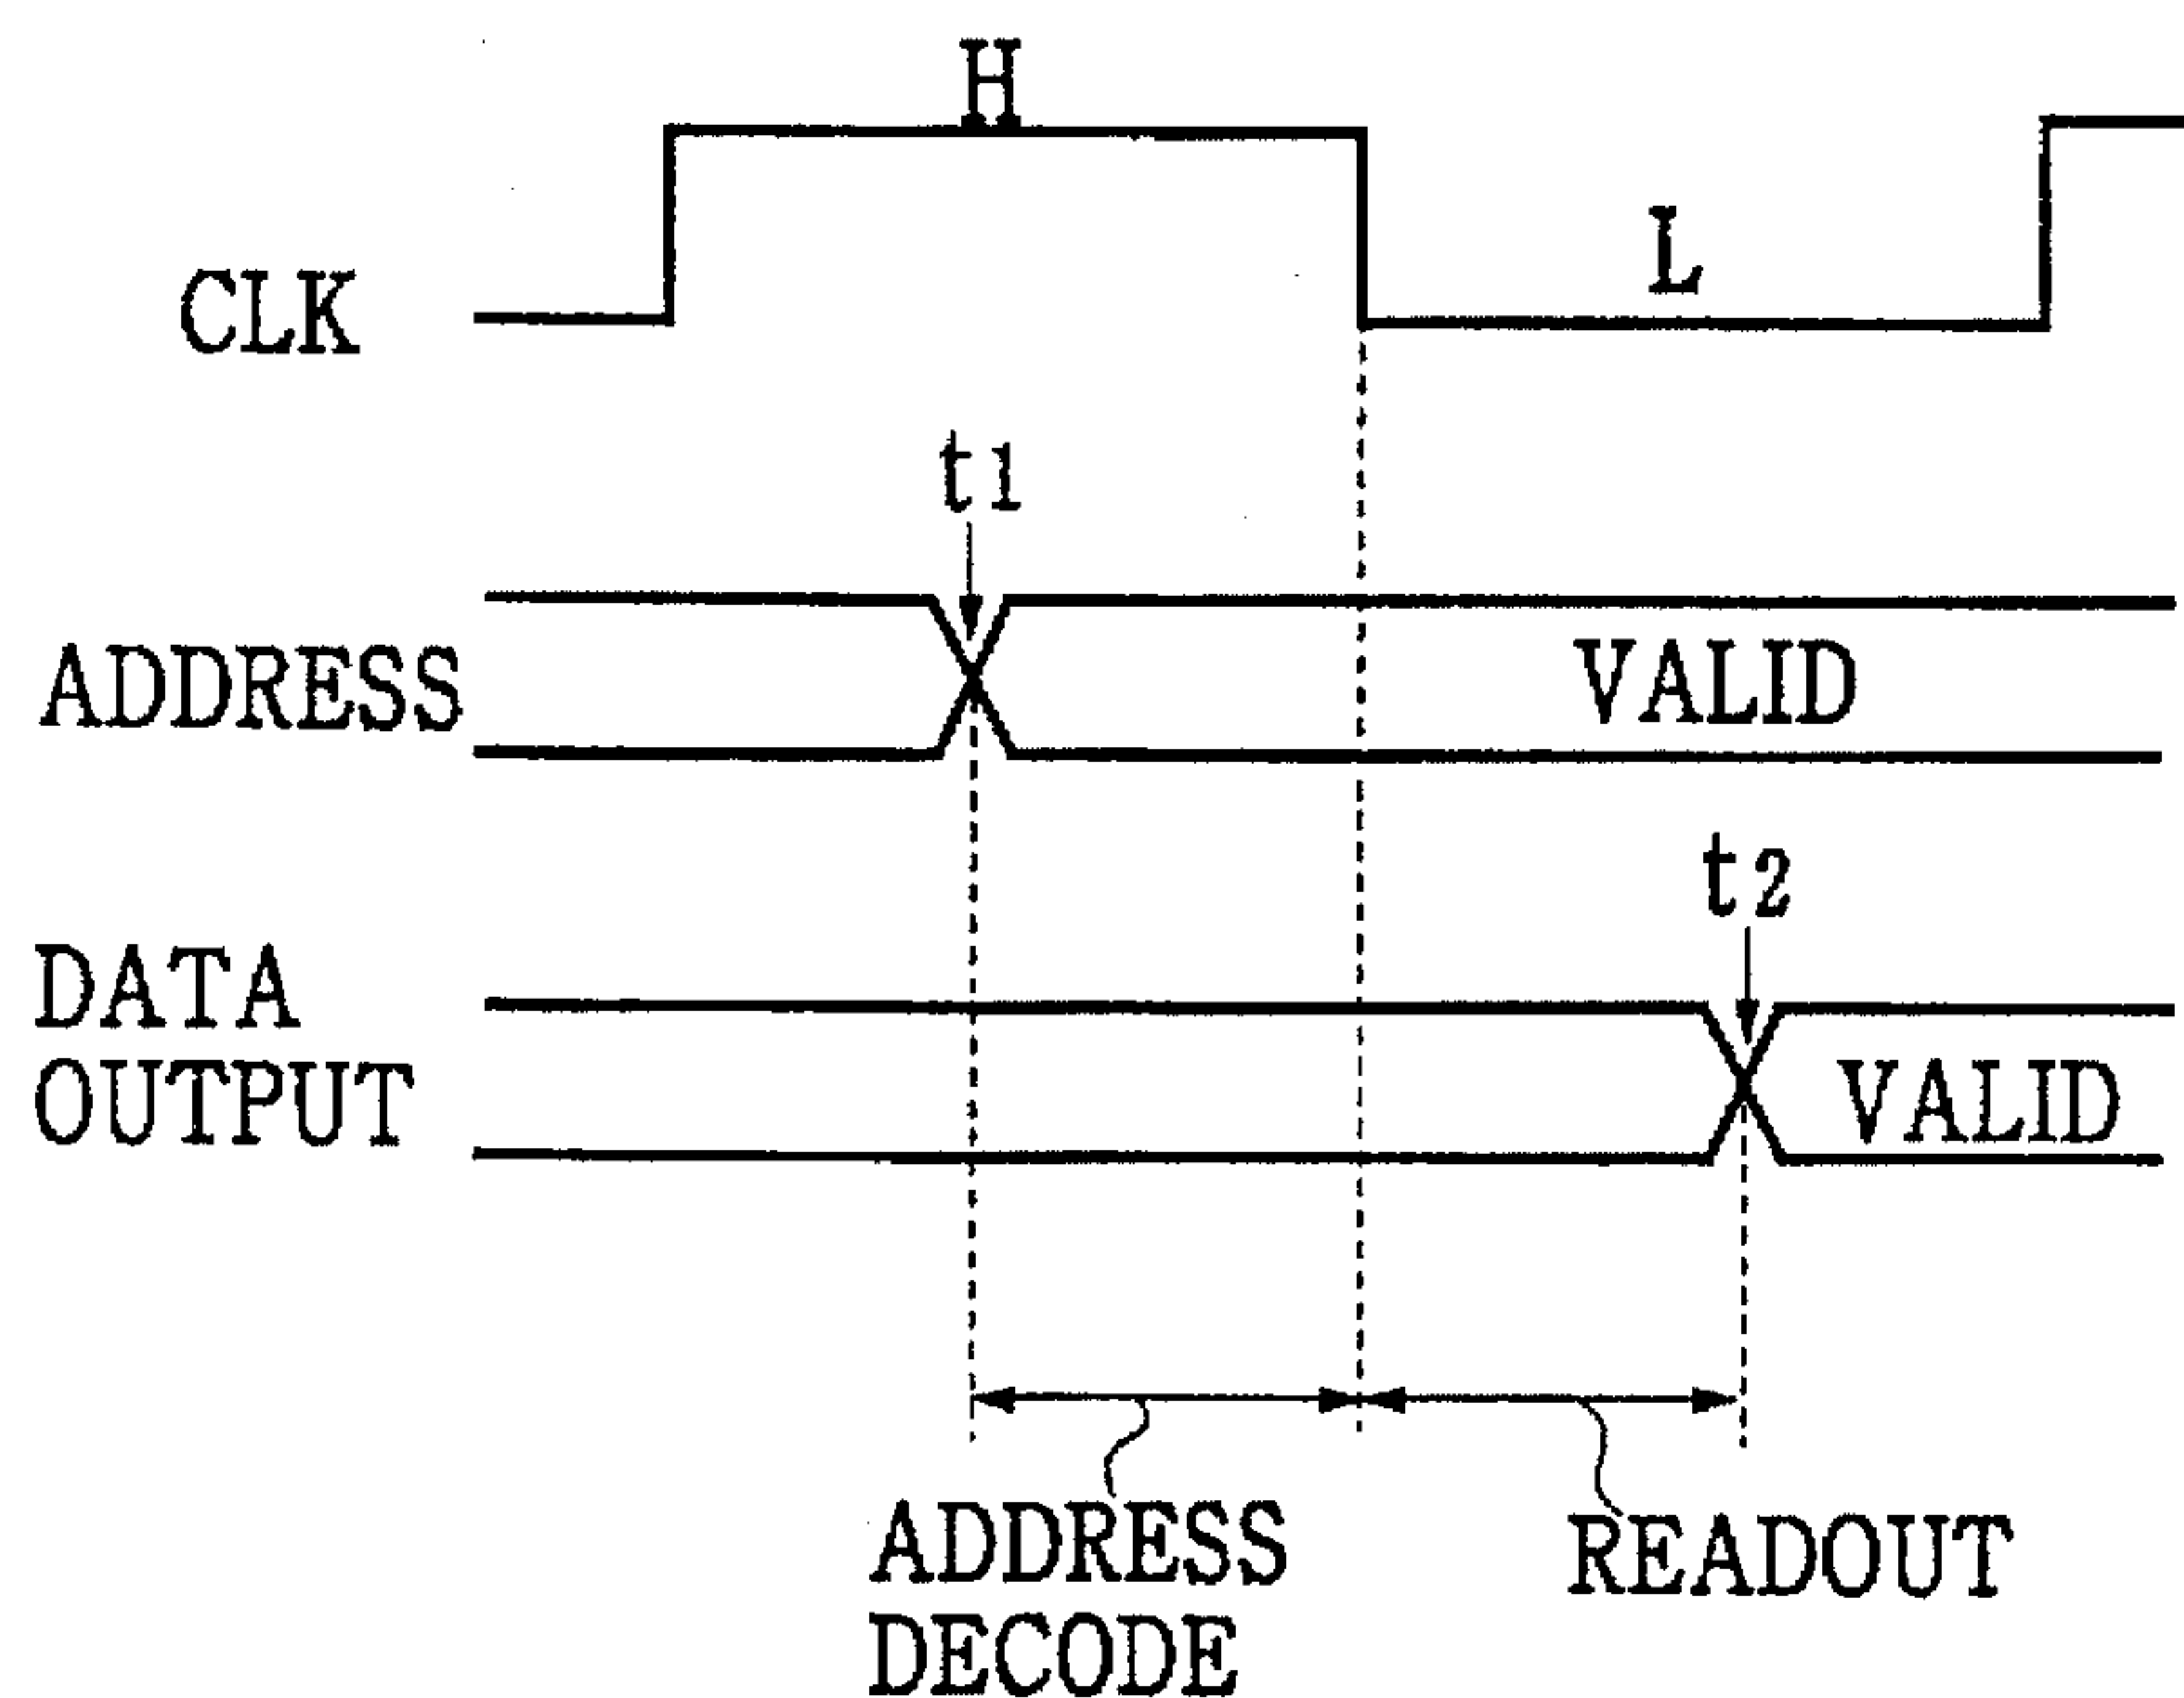 H
L
CLK
t1
ADDRESS
VALID
t2
DATA
OUTPUT
VALID
ADDRESS
DECODE
READOUT